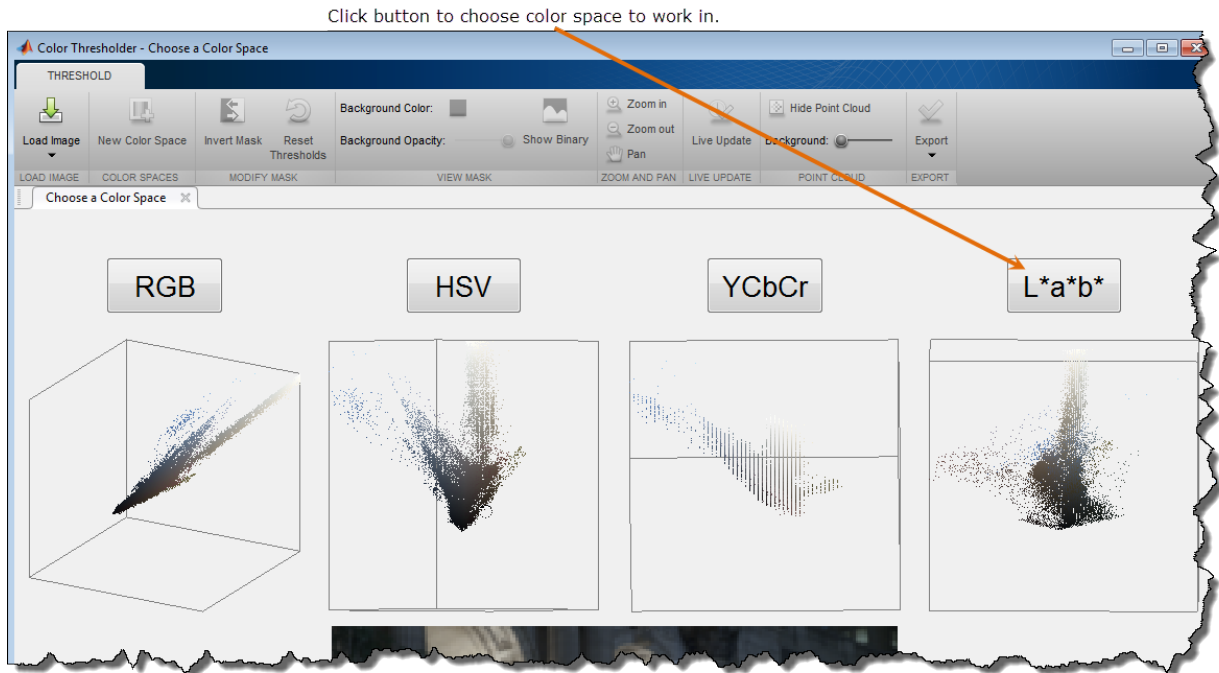 Click button to choose color space to work in.
Color Thresholder - Choose a Color Space
THRESHOLD
Load Image
New Color Space
Invert Mask
Reset Thresholds
Background Color:
Background Opacity:
Show Binary
Zoom in
Zoom out
Pan
Live Update
Hide Point Cloud
Background:
Export
LOAD IMAGE
COLOR SPACES
MODIFY MASK
VIEW MASK
ZOOM AND PAN
LIVE UPDATE
POINT CLOUD
EXPORT
Choose a Color Space
RGB
HSV
YCbCr
L*a*b*